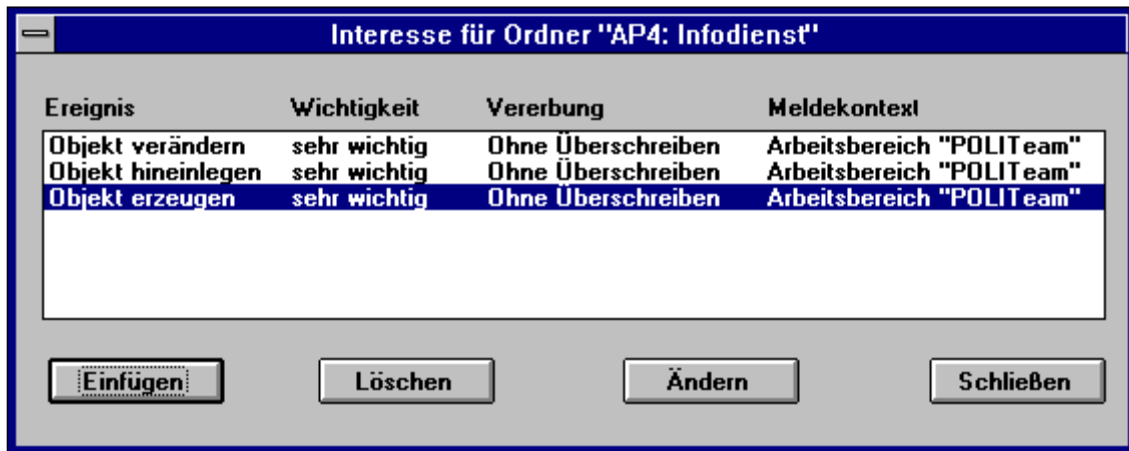 Interesse für Ordner "AP4: Infodienst"
Ereignis Wichtigkeit Vererbung Meldekontext
Objekt verändern sehr wichtig Ohne Überschreiben Arbeitsbereich "POLITeam"
Objekt hineinlegen sehr wichtig Ohne Überschreiben Arbeitsbereich "POLITeam"
Objekt erzeugen sehr wichtig Ohne Überschreiben Arbeitsbereich "POLITeam"
Einfügen Löschen Ändern Schließen